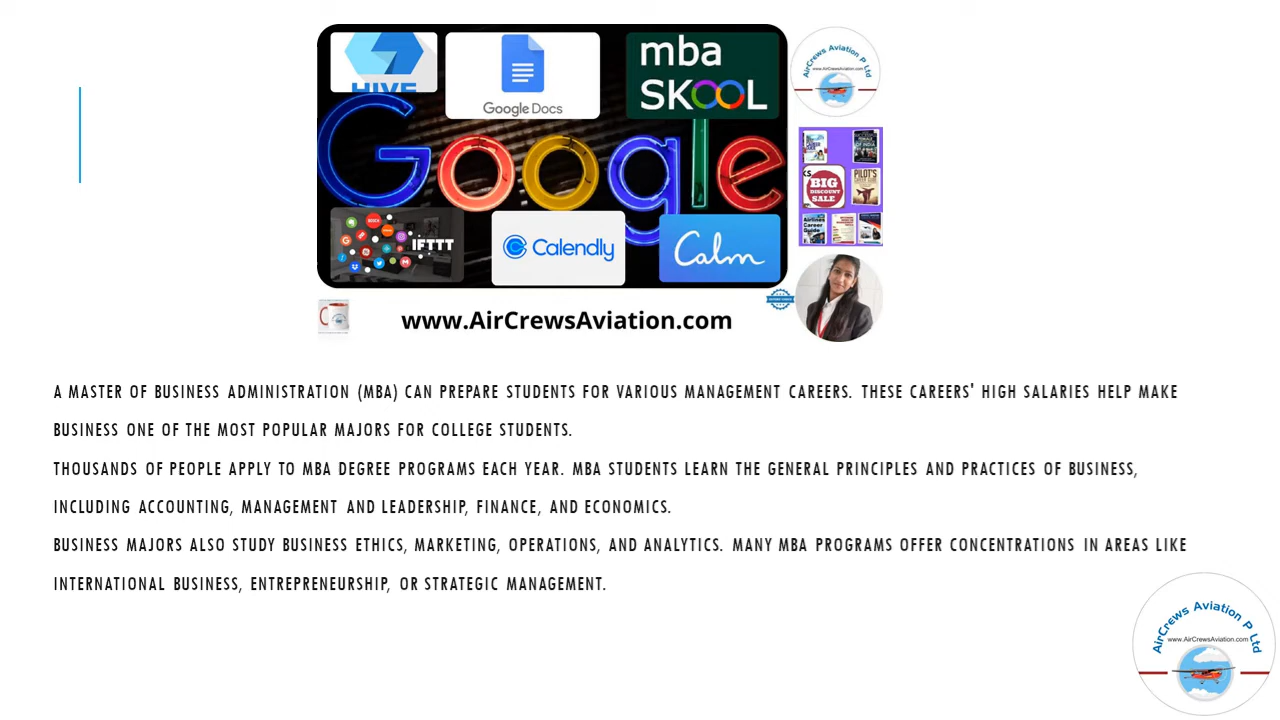 HIVE
Google Docs
mba
SKOOL
AirCrews Aviation P Ltd
www.AirCrewsAviation.com
Google
BIG
DISCOUNT
SALE
PILOT'S
IFTTT
Calendly
Calm
www.AirCrewsAviation.com
A MASTER OF BUSINESS ADMINISTRATION (MBA) CAN PREPARE STUDENTS FOR VARIOUS MANAGEMENT CAREERS. THESE CAREERS' HIGH SALARIES HELP MAKE
BUSINESS ONE OF THE MOST POPULAR MAJORS FOR COLLEGE STUDENTS.
THOUSANDS OF PEOPLE APPLY TO MBA DEGREE PROGRAMS EACH YEAR. MBA STUDENTS LEARN THE GENERAL PRINCIPLES AND PRACTICES OF BUSINESS,
INCLUDING ACCOUNTING, MANAGEMENT AND LEADERSHIP, FINANCE, AND ECONOMICS.
BUSINESS MAJORS ALSO STUDY BUSINESS ETHICS, MARKETING, OPERATIONS, AND ANALYTICS. MANY MBA PROGRAMS OFFER CONCENTRATIONS IN AREAS LIKE
INTERNATIONAL BUSINESS, ENTREPRENEURSHIP, OR STRATEGIC MANAGEMENT.
AirCrews Aviation P Ltd
www.AirCrewsAviation.com